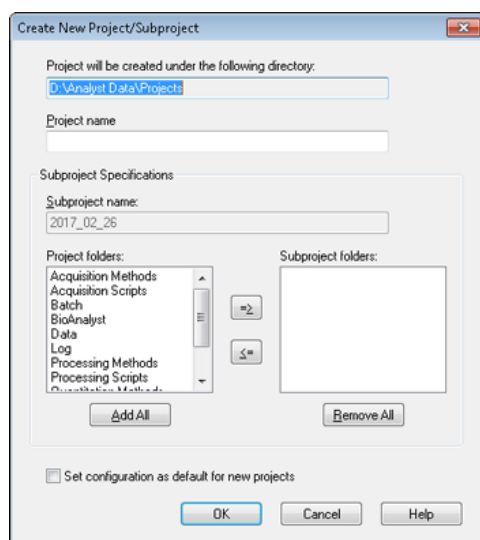 Create New Project/Subproject
Project will be created under the following directory:
D:\Analyst Data\Projects
Project name
Subproject Specifications
Subproject name:
2017_02_26
Project folders:
Subproject folders:
Acquisition Methods
Acquisition Scripts
Batch
BioAnalyst
Data
Log
Processing Methods
Processing Scripts
Quantitation Methods
=>
<=
Add All
Remove All
Set configuration as default for new projects
OK
Cancel
Help